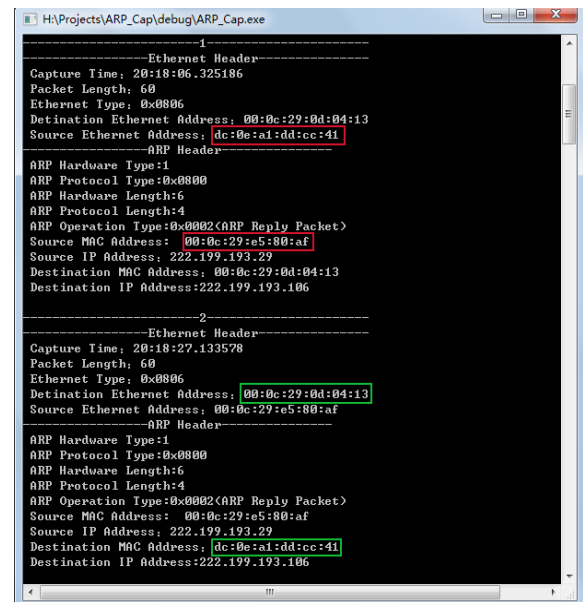 H:\Projects\ARP_Cap\debug\ARP_Cap.exe
-------------------------1-----------------------
-----------------Ethernet Header----------------
Capture Time: 20:18:06.325186
Packet Length: 60
Ethernet Type: 0x0806
Detination Ethernet Address: 00:0c:29:0d:04:13
Source Ethernet Address: dc:0e:a1:dd:cc:41
-----------------ARP Header----------------
ARP Hardware Type:1
ARP Protocol Type:0x0800
ARP Hardware Length:6
ARP Protocol Length:4
ARP Operation Type:0x0002(ARP Reply Packet)
Source MAC Address:  00:0c:29:e5:80:af
Source IP Address: 222.199.193.29
Destination MAC Address: 00:0c:29:0d:04:13
Destination IP Address:222.199.193.106
-------------------------2-----------------------
-----------------Ethernet Header----------------
Capture Time: 20:18:27.133578
Packet Length: 60
Ethernet Type: 0x0806
Detination Ethernet Address: 00:0c:29:0d:04:13
Source Ethernet Address: 00:0c:29:e5:80:af
-----------------ARP Header----------------
ARP Hardware Type:1
ARP Protocol Type:0x0800
ARP Hardware Length:6
ARP Protocol Length:4
ARP Operation Type:0x0002(ARP Reply Packet)
Source MAC Address:  00:0c:29:e5:80:af
Source IP Address: 222.199.193.29
Destination MAC Address: dc:0e:a1:dd:cc:41
Destination IP Address:222.199.193.106